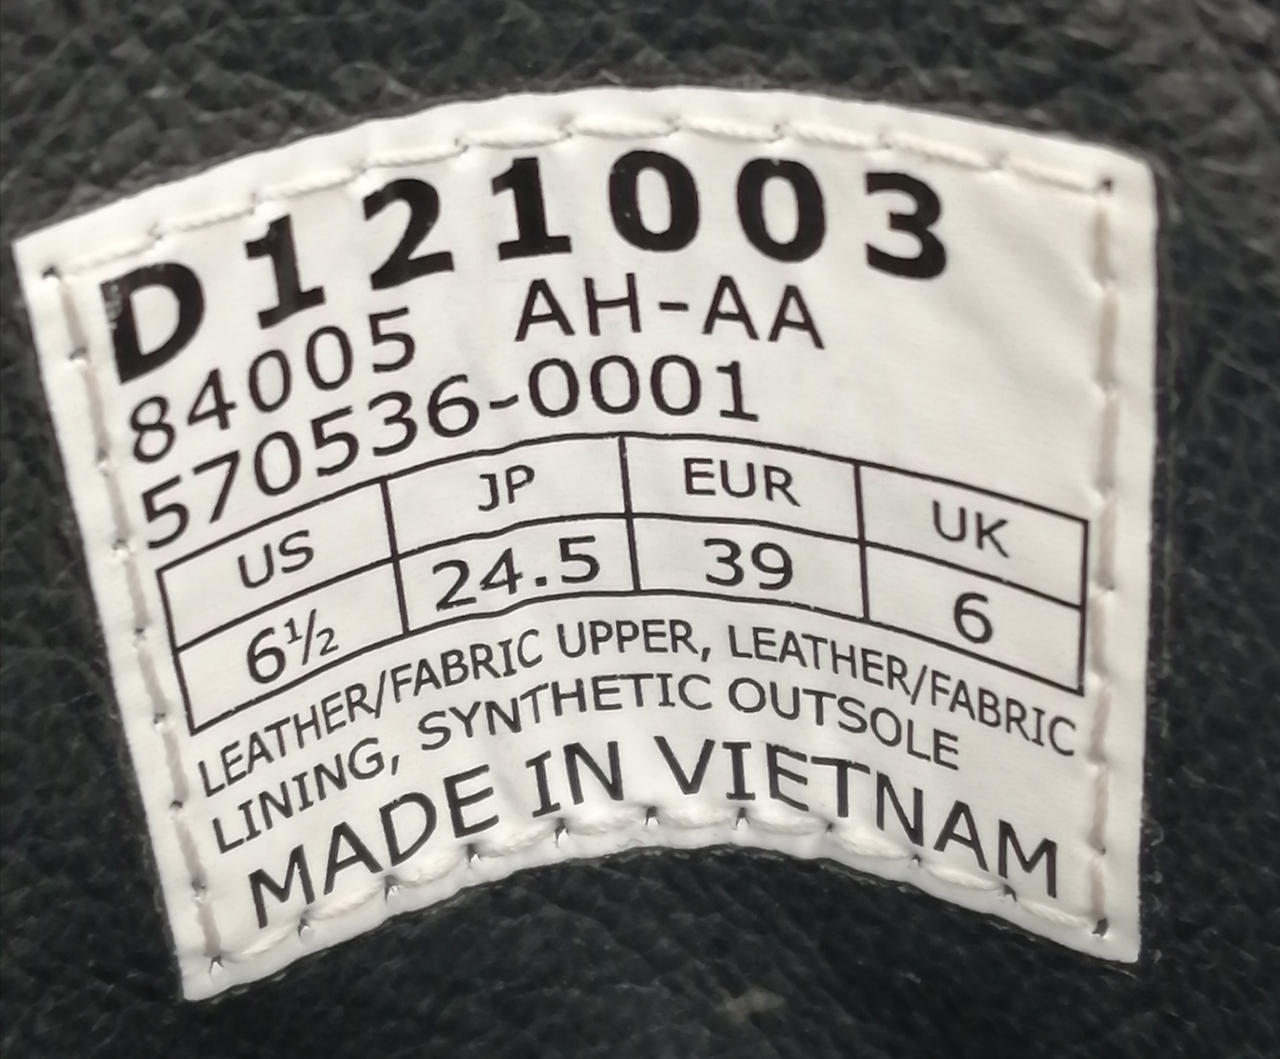 D121003
84005 AH-AA
570536-0001
US JP EUR UK
6½ 24.5 39 6
LEATHER/FABRIC UPPER, LEATHER/FABRIC
LINING, SYNTHETIC OUTSOLE
MADE IN VIETNAM